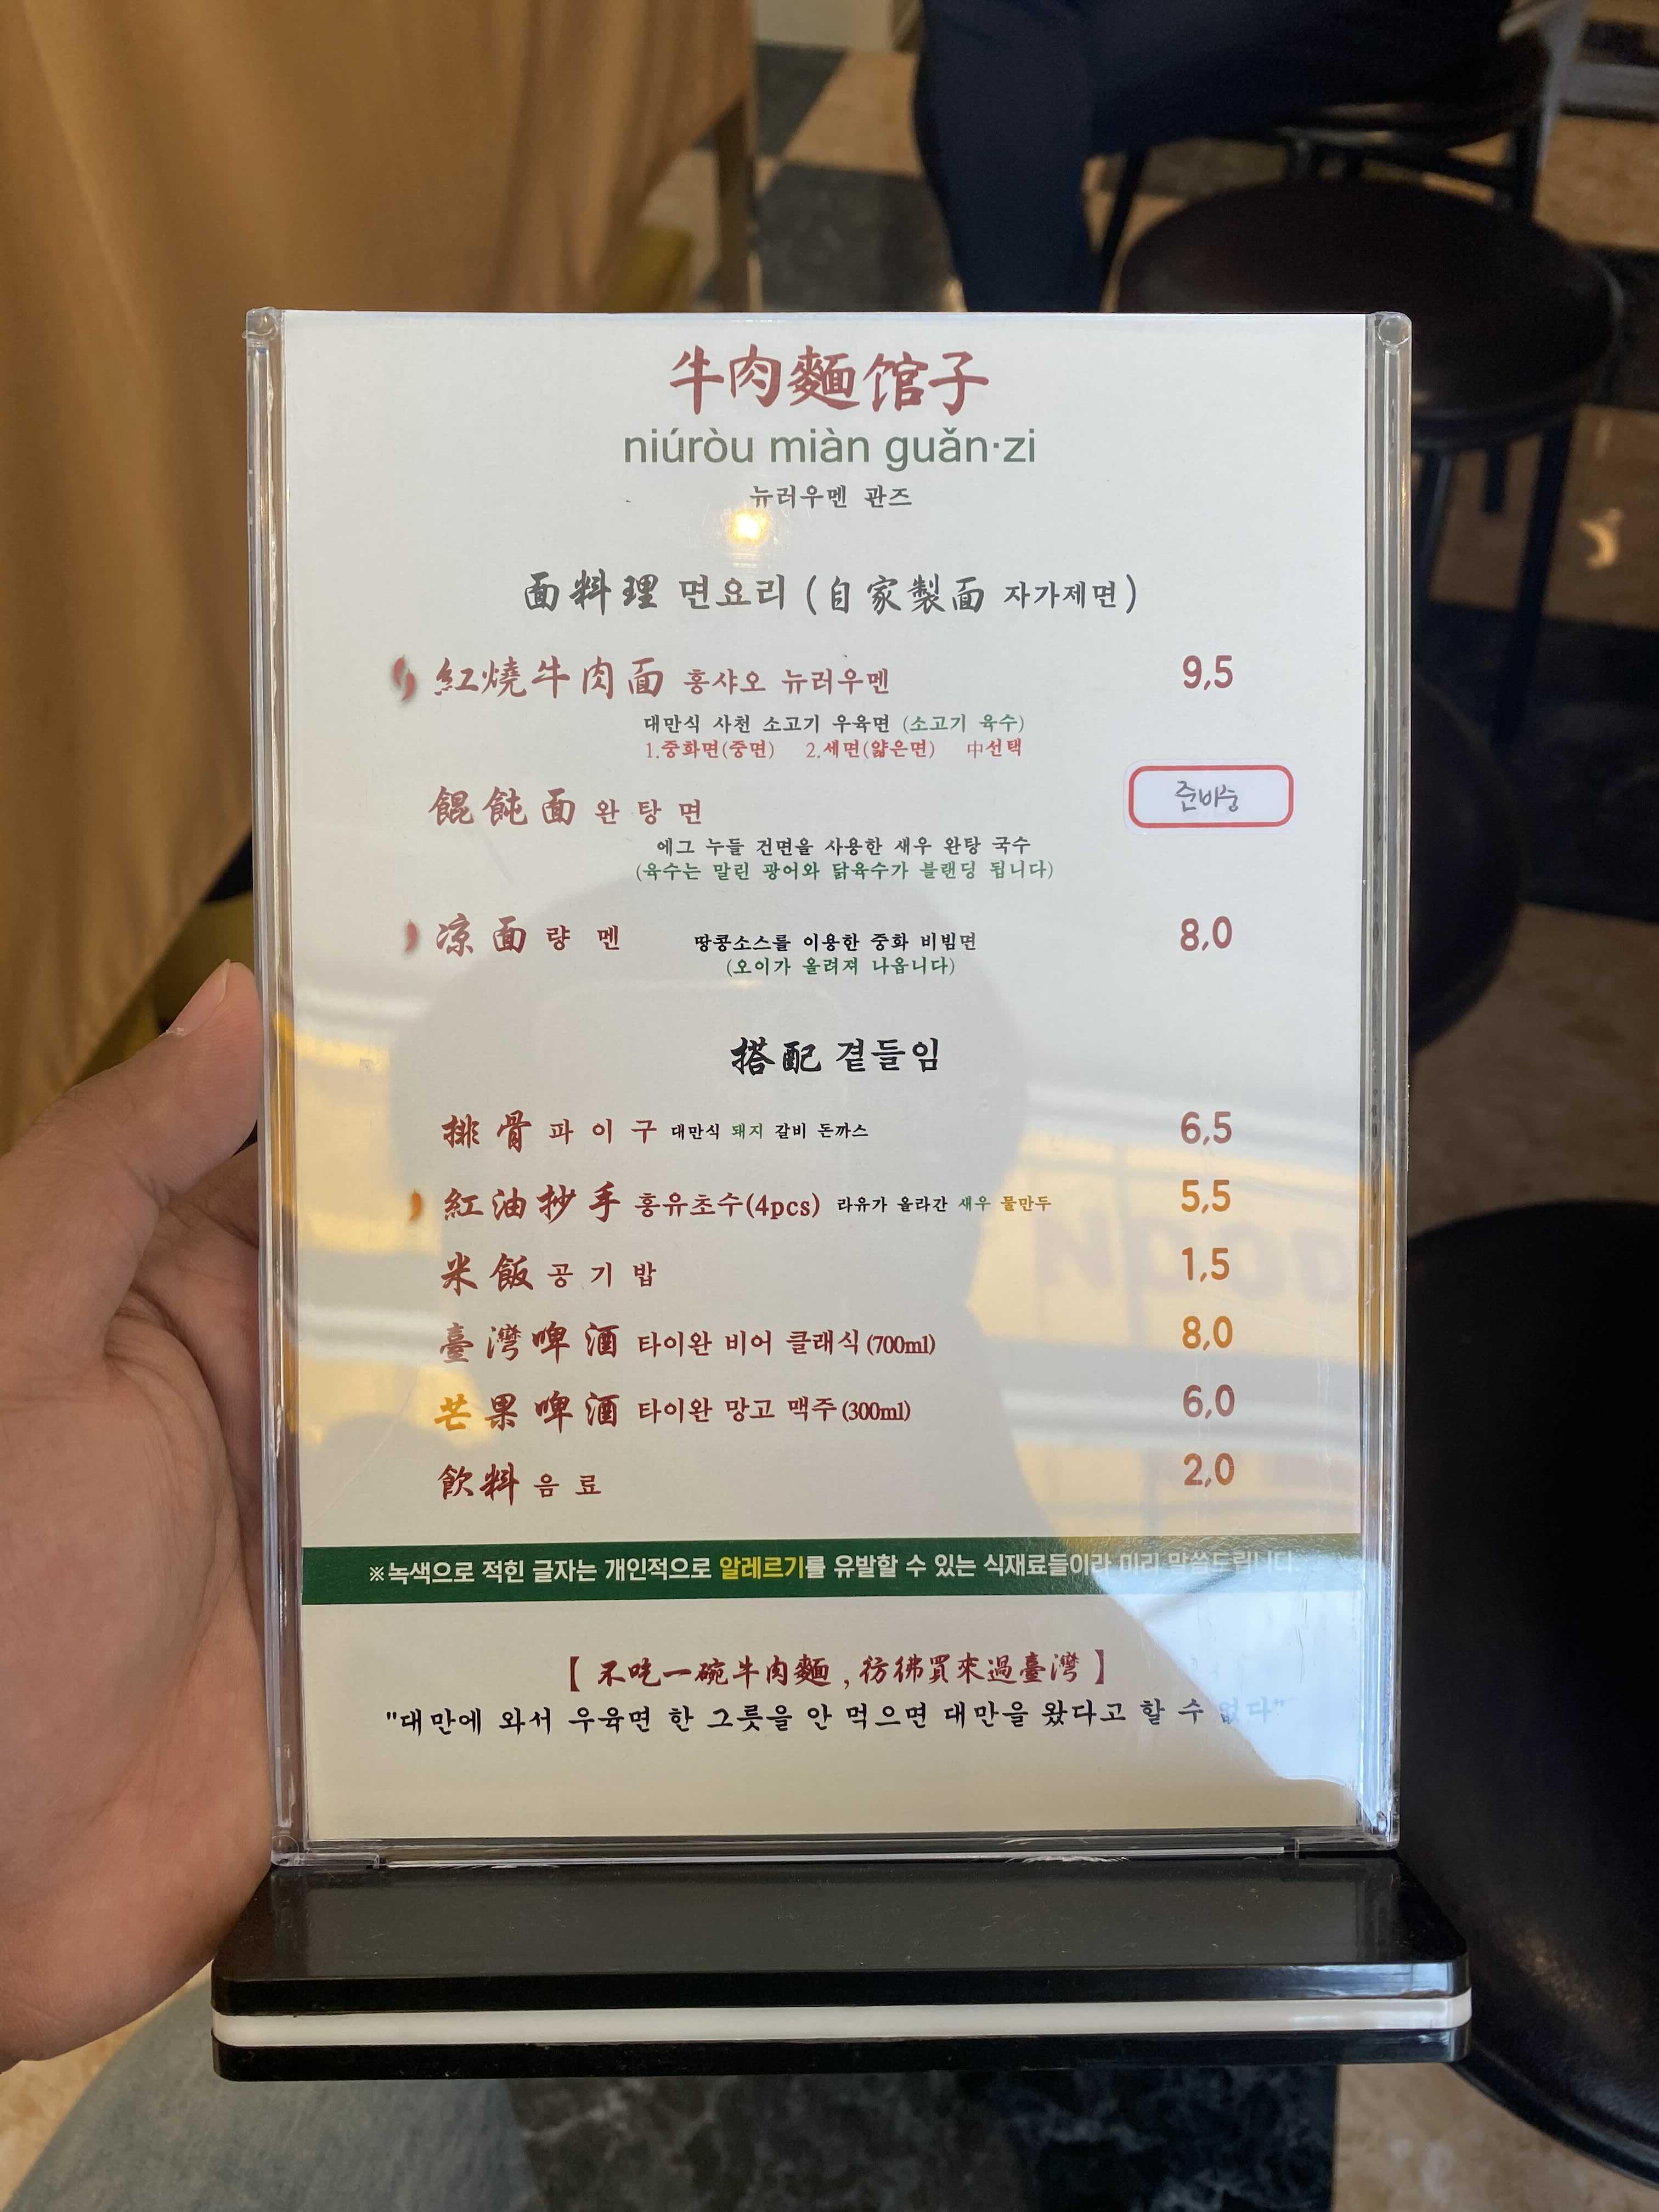 牛肉麵馆子
niúròu miàn guǎn·zi
뉴러우멘 관즈
面料理 면요리 (自家製面 자가제면)
紅燒牛肉面 홍샤오 뉴러우멘 9,5
대만식 사천 소고기 우육면 (소고기 육수)
1.중화면(중면) 2.세면(얇은면) 中선택
餛飩面 완탕면 준비중
에그 누들 건면을 사용한 새우 완탕 국수
(육수는 말린 광어와 닭육수가 블랜딩 됩니다)
凉面 량멘 땅콩소스를 이용한 중화 비빔면 8,0
(오이가 올려져 나옵니다)
搭配 곁들임
排骨 파이구 대만식 돼지 갈비 돈까스 6,5
紅油抄手 홍유초수(4pcs) 라유가 올라간 새우 물만두 5,5
米飯 공기밥 1,5
臺灣啤酒 타이완 비어 클래식 (700ml) 8,0
芒果啤酒 타이완 망고 맥주 (300ml) 6,0
飲料 음료 2,0
※녹색으로 적힌 글자는 개인적으로 알레르기를 유발할 수 있는 식재료들이라 미리 말씀드립니다.
【 不吃一碗牛肉麵 , 彷彿買來過臺灣 】
"대만에 와서 우육면 한 그릇을 안 먹으면 대만을 왔다고 할 수 없다"